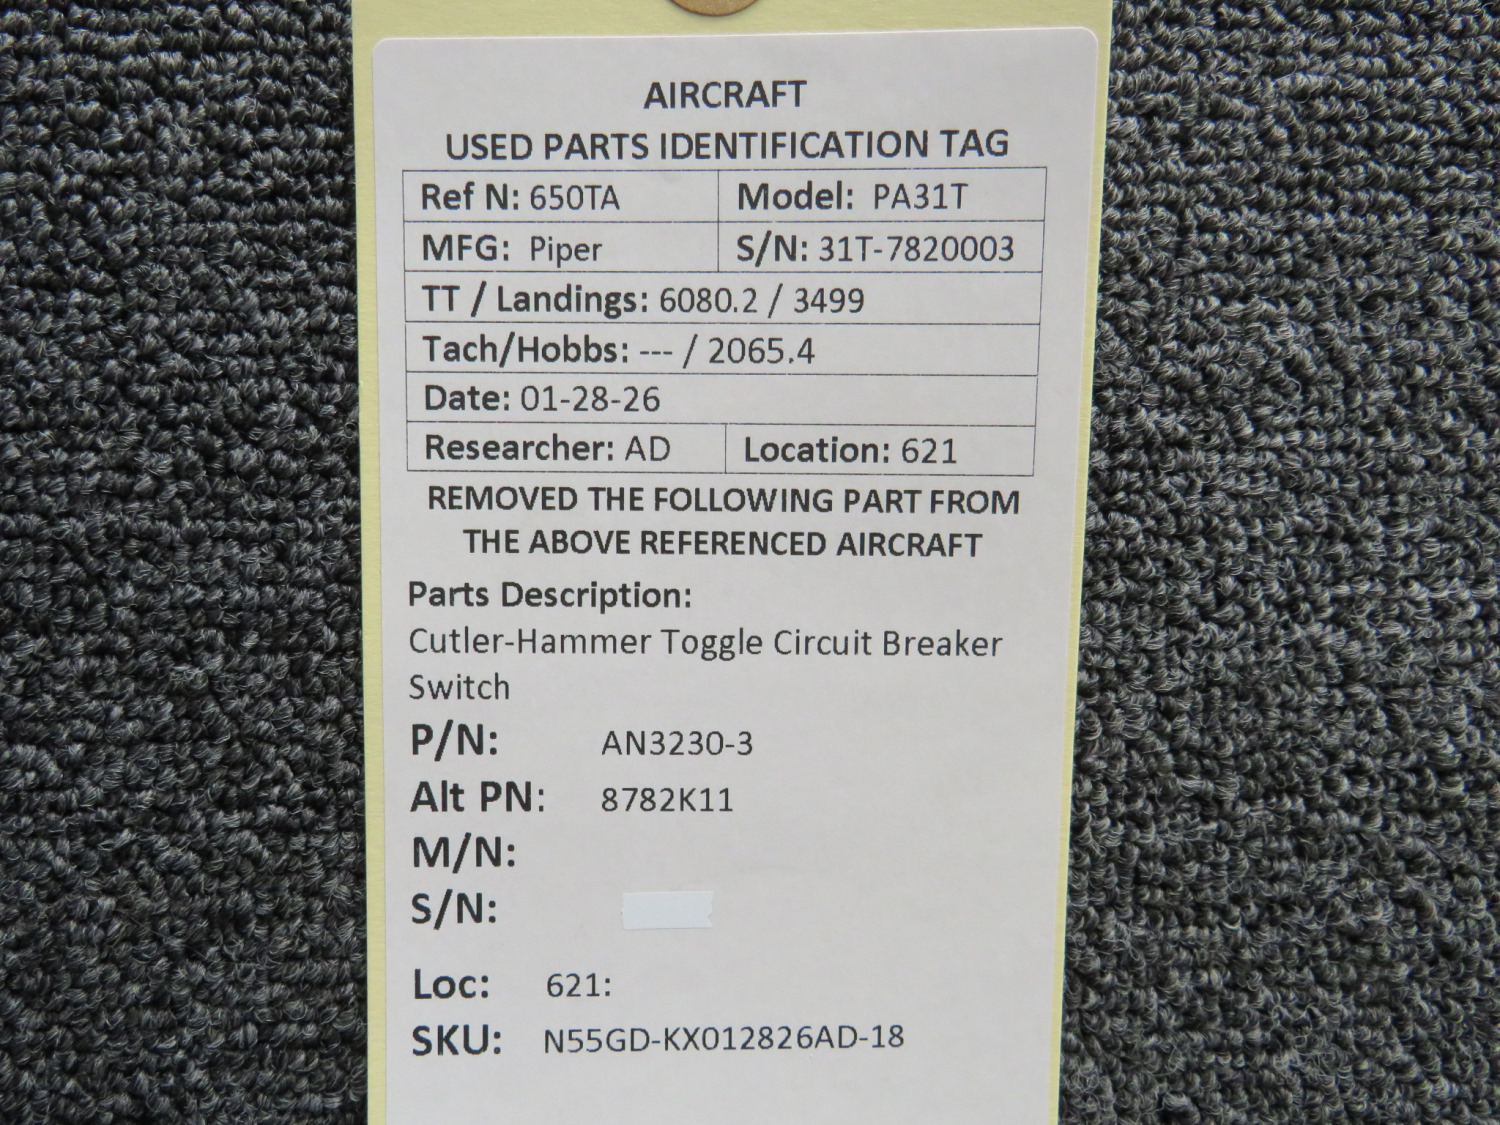 AIRCRAFT
USED PARTS IDENTIFICATION TAG
Ref N: 650TA Model: PA31T
MFG: Piper S/N: 31T-7820003
TT / Landings: 6080.2 / 3499
Tach/Hobbs: --- / 2065.4
Date: 01-28-26
Researcher: AD Location: 621
REMOVED THE FOLLOWING PART FROM
THE ABOVE REFERENCED AIRCRAFT
Parts Description:
Cutler-Hammer Toggle Circuit Breaker
Switch
P/N: AN3230-3
Alt PN: 8782K11
M/N:
S/N:
Loc: 621:
SKU: N55GD-KX012826AD-18